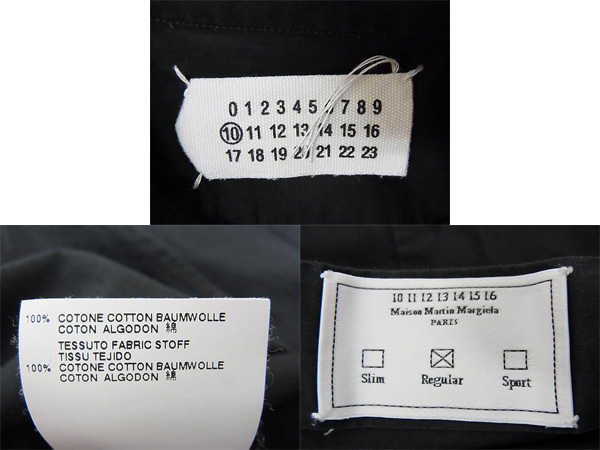 0 1 2 3 4 5 6 7 8 9
10 11 12 13 14 15 16
17 18 19 20 21 22 23
100% COTONE COTTON BAUMWOLLE
COTON ALGODON 綿
TESSUTO FABRIC STOFF
TISSU TEJIDO
100% COTONE COTTON BAUMWOLLE
COTON ALGODON 綿
10 11 12 13 14 15 16
Maison Martin Margiela
PARIS
Slim Regular Sport